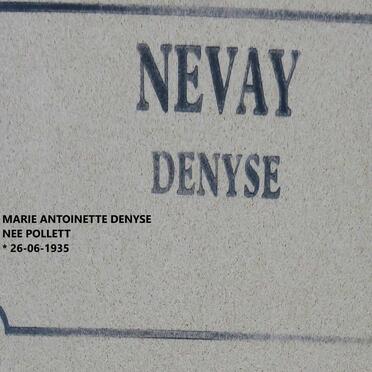 NEVAY
DENYSE
MARIE ANTOINETTE DENYSE
NEE POLLETT
* 26-06-1935